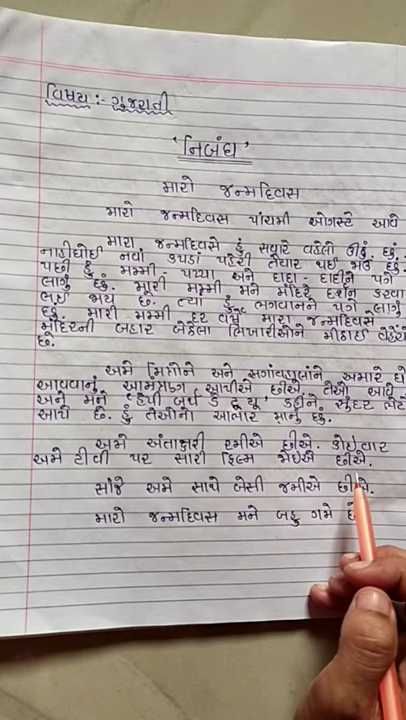 વિષય :- ગુજરાતી
'નિબંધ'
મારો જન્મદિવસ
મારો જન્મદિવસ પાંચમી ઓગસ્ટે આવે
મારા જન્મદિવસે હું સવારે વહેલો ઊઠું છું.
નાહીધોઈ નવાં કપડાં પહેરી તૈયાર થઈ જાઉં છું.
પછી હું મમ્મી - પપ્પા અને દાદા - દાદીને પગે
લાગું છું. મારી મમ્મી મને મંદિરે દર્શન કરવા
લઈ જાય છે. ત્યાં હું ભગવાનને પગે લાગું
છું. મારી મમ્મી દર વર્ષે મારા જન્મદિવસે
મંદિરની બહાર બેઠેલા ભિખારીઓને મીઠાઈ વહેંચે
છે.
અમે મિત્રોને અને સગાંવહાલાંને અમારે ઘે
આવવાનું આમંત્રણ આપીએ છીએ. તેઓ આવે
અને મને 'હેપી બર્થ ડે ટૂ યૂ' કહીને સુંદર ભેટ
આપે છે. હું તેઓનો આભાર માનું છું.
અમે અંતાક્ષરી રમીએ છીએ. કોઈવાર
અમે ટીવી પર સારી ફિલ્મ જોઈએ છીએ.
સાંજે અમે સાથે બેસી જમીએ છીએ.
મારો જન્મદિવસ મને બહુ ગમે છે